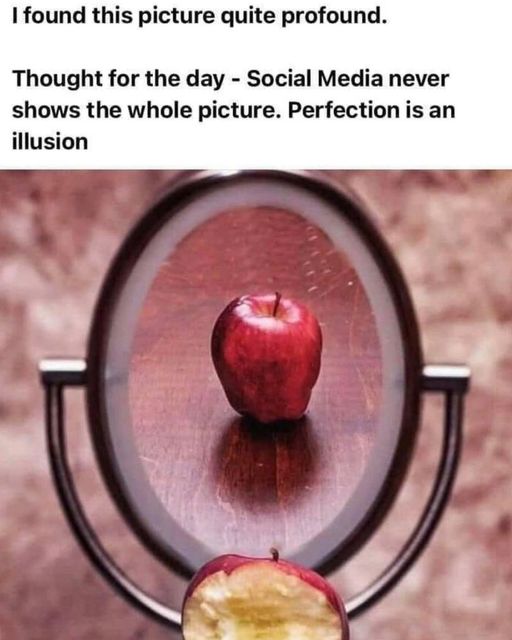 I found this picture quite profound.
Thought for the day - Social Media never
shows the whole picture. Perfection is an
illusion